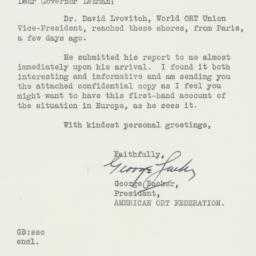 Dear Governor Lehman:
Dr. David Lvovitch, World ORT Union
Vice-President, reached these shores, from Paris,
a few days ago.
He submitted his report to me almost
immediately upon his arrival. I found it both
interesting and informative and am sending you
the attached confidential copy as I feel you
might want to have this first-hand account of
the situation in Europe, as he sees it.
With kindest personal greetings,
Faithfully,
George Backer
George Backer,
President,
AMERICAN ORT FEDERATION.
GB:esc
encl.